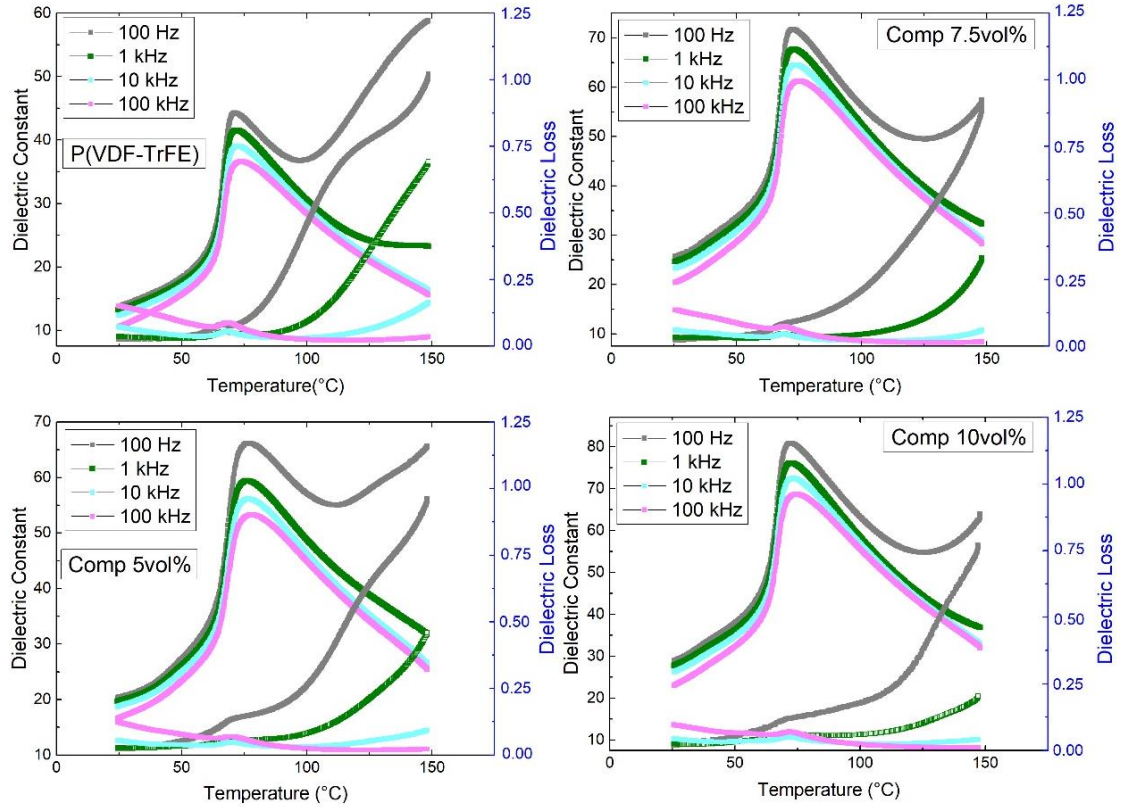 100 Hz
1 kHz
10 kHz
100 kHz
P(VDF-TrFE)
Dielectric Constant
60
50
40
30
20
10
0
50
100
150
Temperature(°C)
1.25
1.00
0.75
0.50
0.25
0.00
Dielectric Loss
100 Hz
1 kHz
10 kHz
100 kHz
Comp 7.5vol%
Dielectric Constant
70
60
50
40
30
20
10
0
50
100
150
Temperature (°C)
1.25
1.00
0.75
0.50
0.25
0.00
Dielectric Loss
100 Hz
1 kHz
10 kHz
100 kHz
Comp 5vol%
Dielectric Constant
70
60
50
40
30
20
10
0
50
100
150
Temperature (°C)
1.25
1.00
0.75
0.50
0.25
0.00
Dielectric Loss
100 Hz
1 kHz
10 kHz
100 kHz
Comp 10vol%
Dielectric Constant
80
70
60
50
40
30
20
10
0
50
100
150
Temperature (°C)
1.25
1.00
0.75
0.50
0.25
0.00
Dielectric Loss